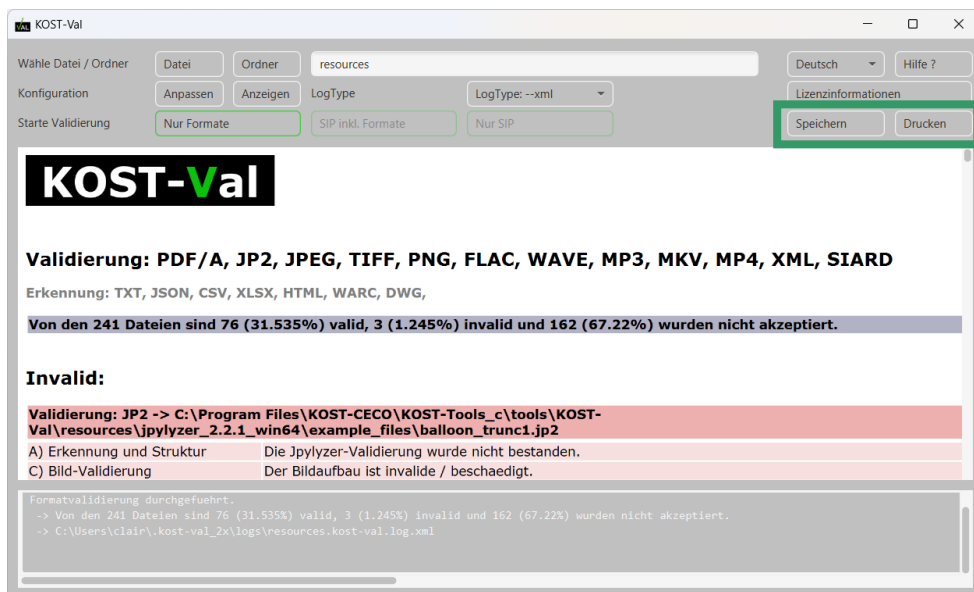 VAL KOST-Val
Wähle Datei / Ordner Datei Ordner resources Deutsch Hilfe ?
Konfiguration Anpassen Anzeigen LogType LogType: --xml Lizenzinformationen
Starte Validierung Nur Formate SIP inkl. Formate Nur SIP Speichern Drucken
KOST-Val
Validierung: PDF/A, JP2, JPEG, TIFF, PNG, FLAC, WAVE, MP3, MKV, MP4, XML, SIARD
Erkennung: TXT, JSON, CSV, XLSX, HTML, WARC, DWG,
Von den 241 Dateien sind 76 (31.535%) valid, 3 (1.245%) invalid und 162 (67.22%) wurden nicht akzeptiert.
Invalid:
Validierung: JP2 -> C:\Program Files\KOST-CECO\KOST-Tools_c\tools\KOST-
Val\resources\jpylyzer_2.2.1_win64\example_files\balloon_trunc1.jp2
A) Erkennung und Struktur Die Jpylyzer-Validierung wurde nicht bestanden.
C) Bild-Validierung Der Bildaufbau ist invalide / beschaedigt.
Formatvalidierung durchgefuehrt.
-> Von den 241 Dateien sind 76 (31.535%) valid, 3 (1.245%) invalid und 162 (67.22%) wurden nicht akzeptiert.
-> C:\Users\clair\.kost-val_2x\logs\resources.kost-val.log.xml